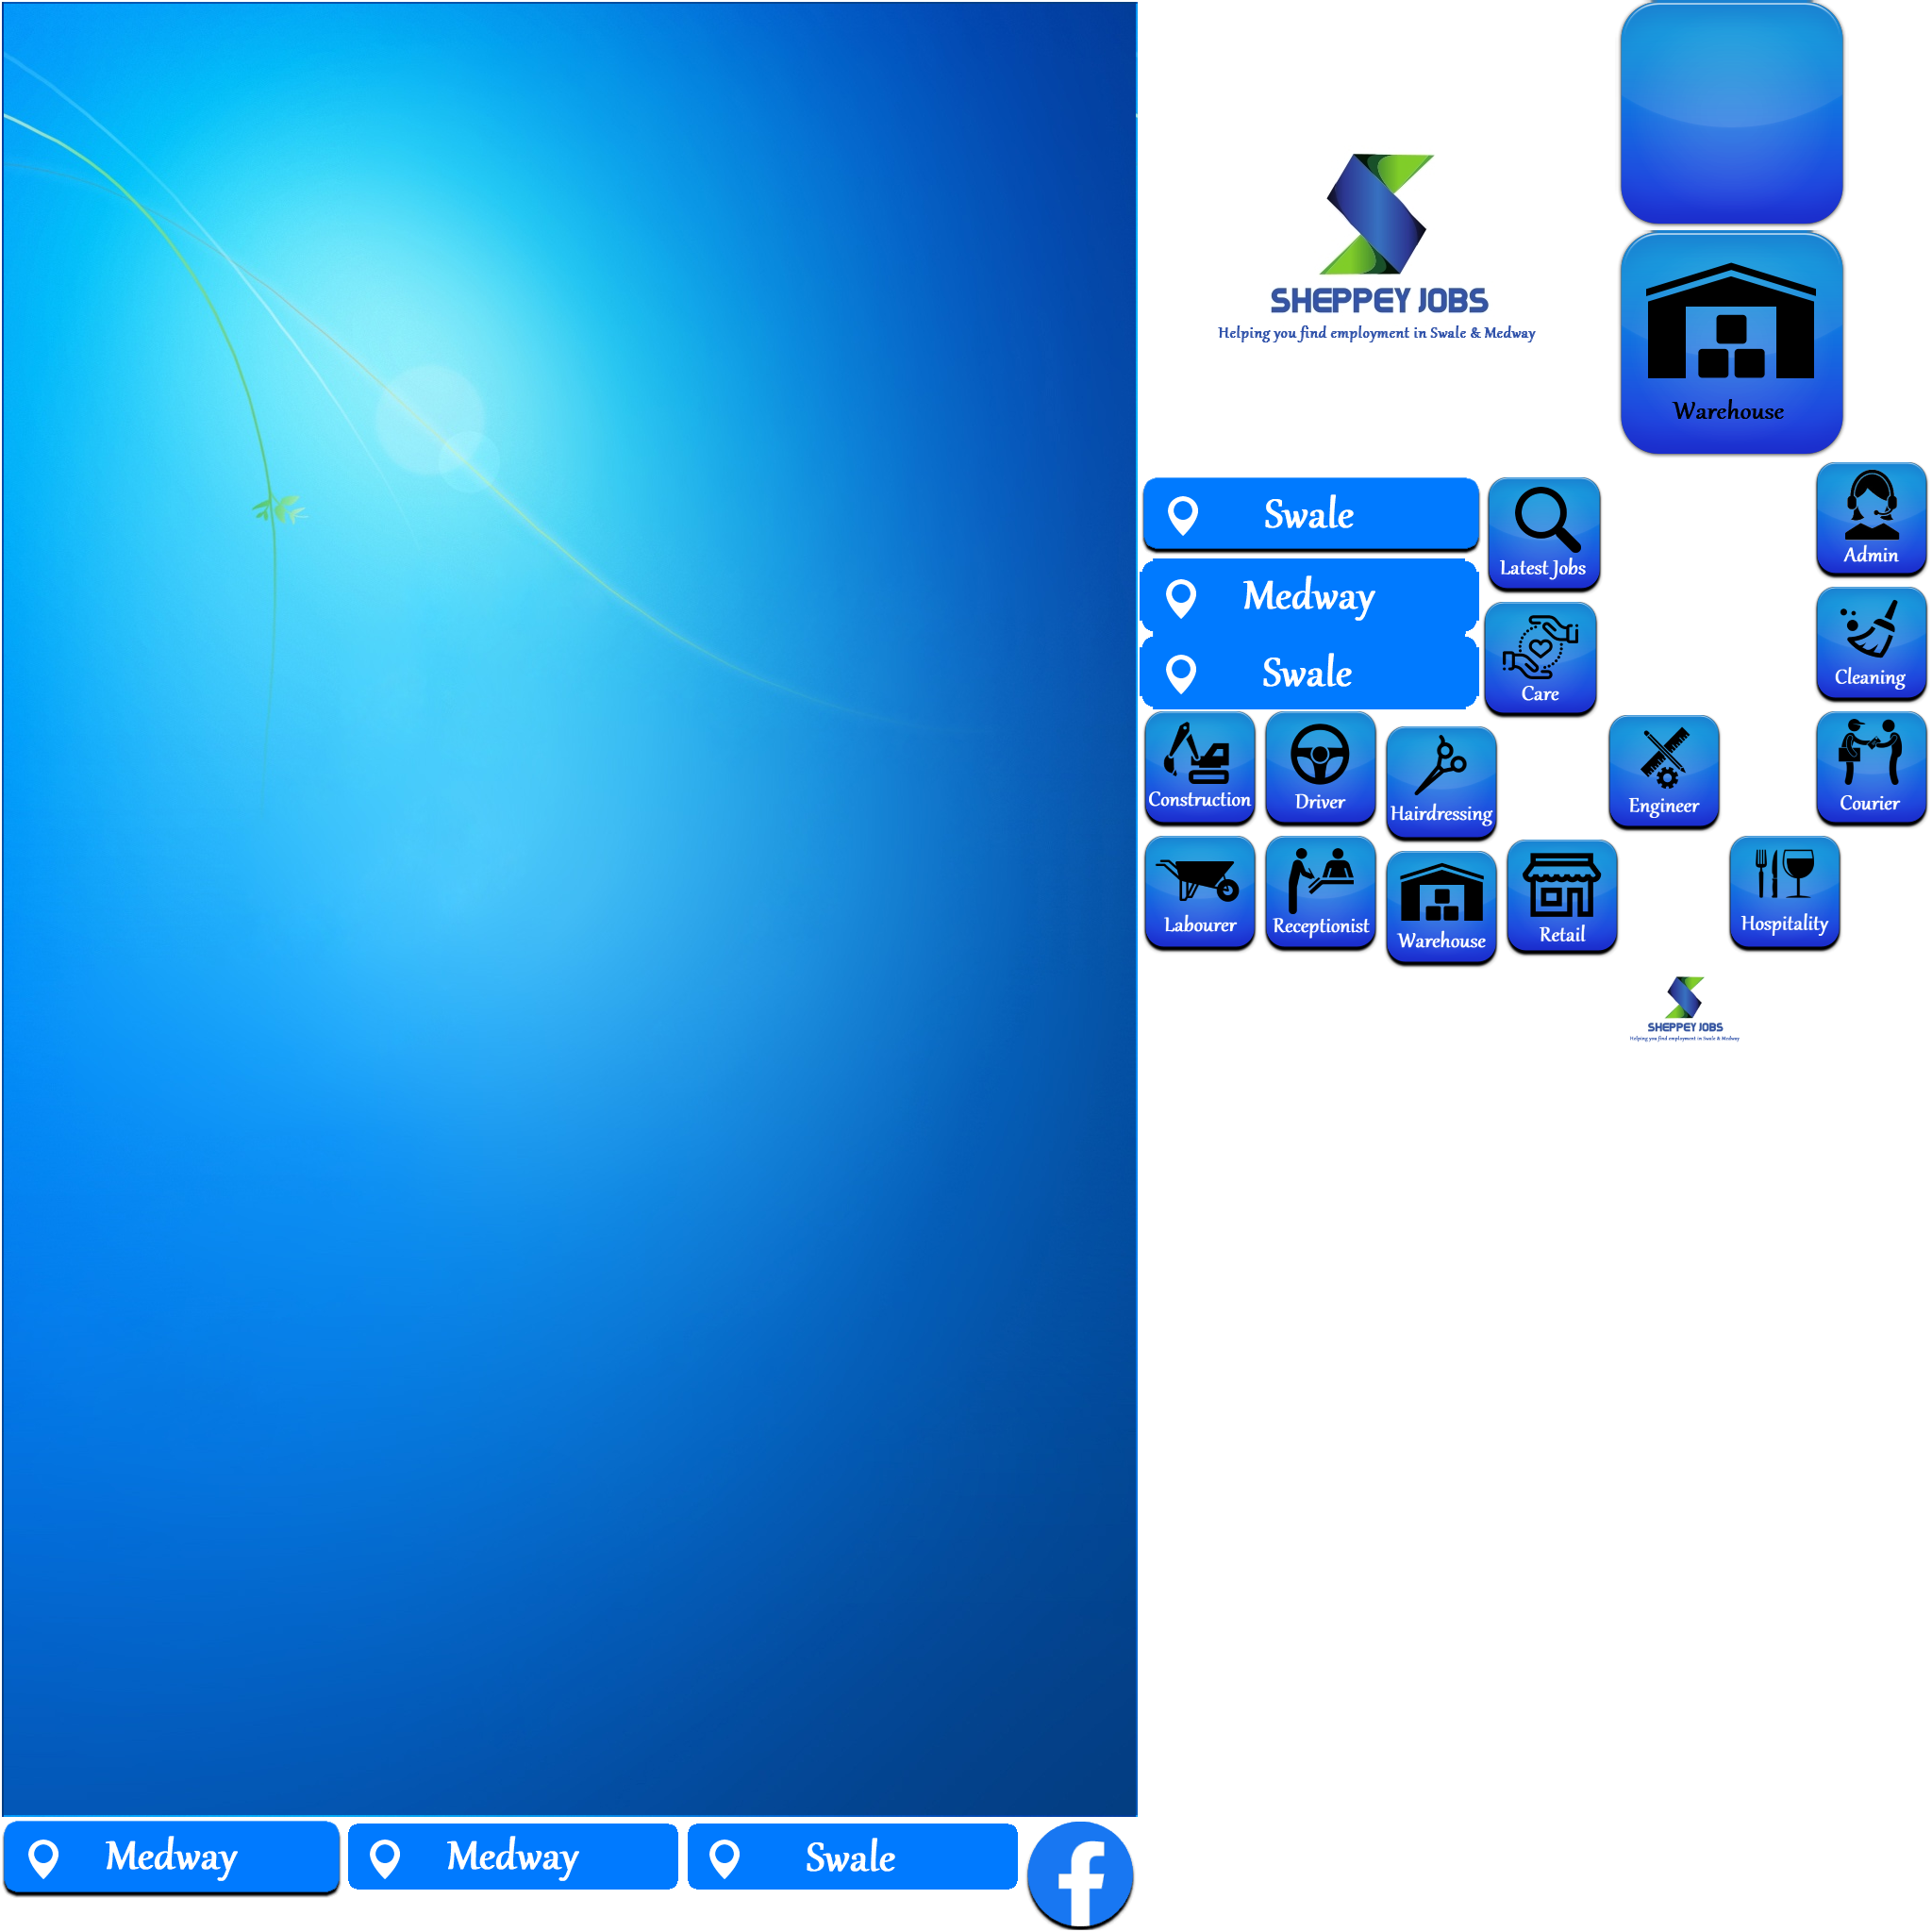 SHEPPEY JOBS
Helping you find employment in Swale & Medway
Warehouse
Swale
Latest Jobs
Admin
Medway
Swale
Care
Cleaning
Construction
Driver
Hairdressing
Engineer
Courier
Labourer
Receptionist
Warehouse
Retail
Hospitality
SHEPPEY JOBS
Helping you find employment in Swale & Medway
Medway
Medway
Swale